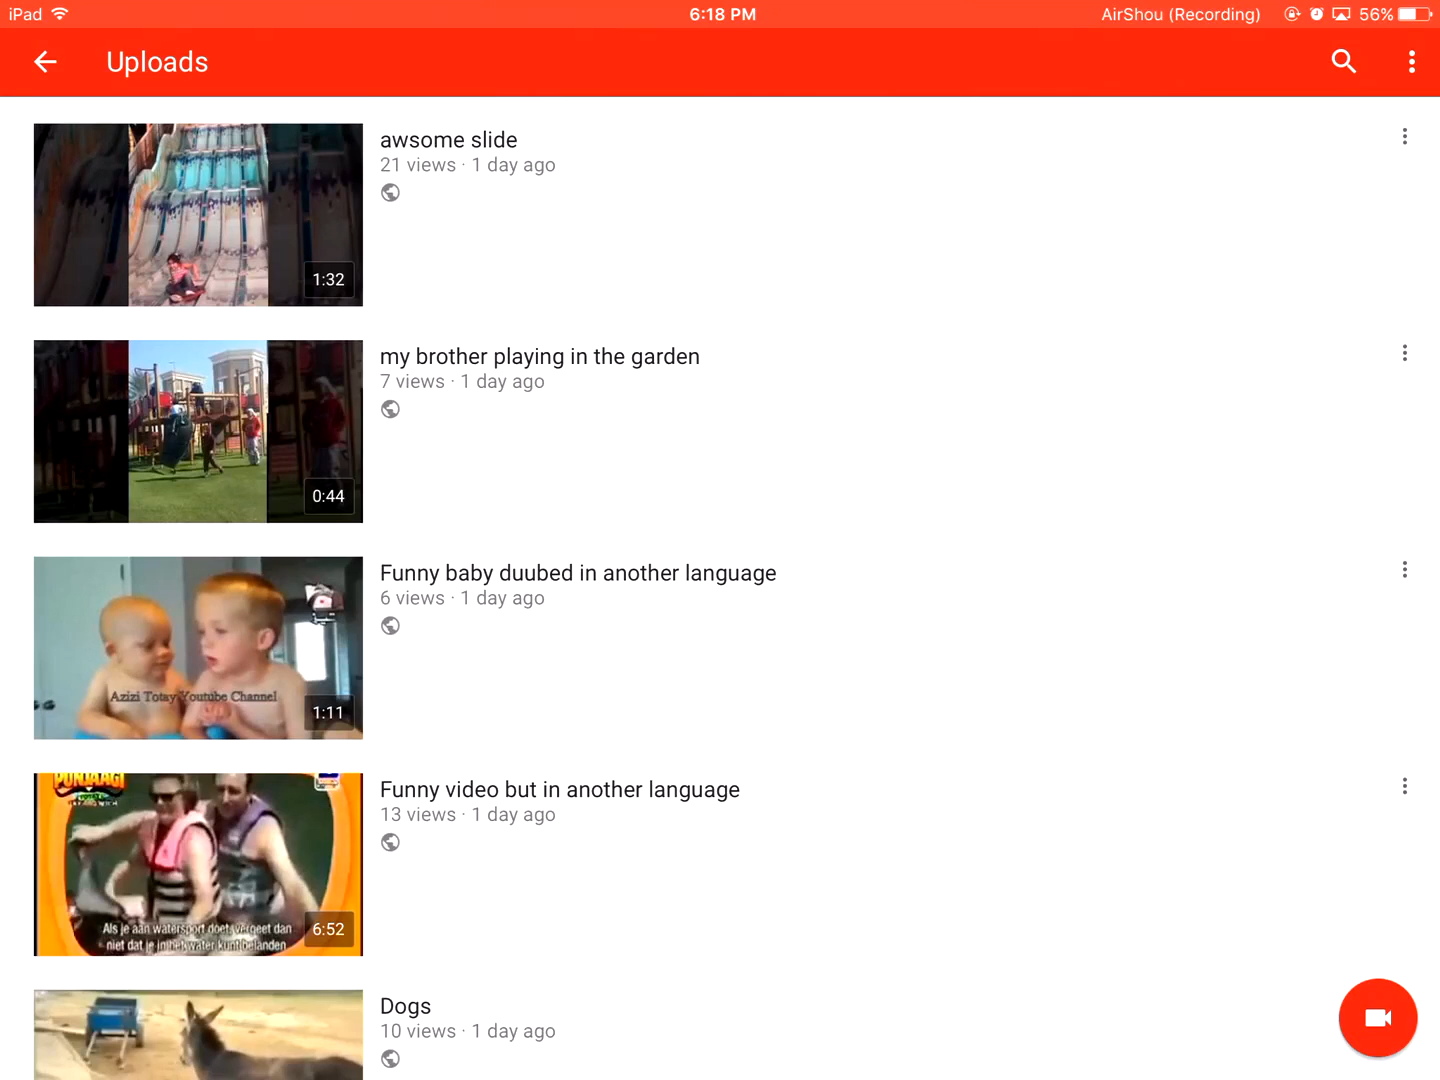 iPad 6:18 PM AirShou (Recording) 56%
Uploads
awsome slide
21 views · 1 day ago
1:32
my brother playing in the garden
7 views · 1 day ago
0:44
Funny baby duubed in another language
6 views · 1 day ago
Azizi Totay Youtube Channel
1:11
Funny video but in another language
13 views · 1 day ago
Als je aan watersport doet, vergeet dan
niet dat je in het water kunt belanden
6:52
Dogs
10 views · 1 day ago